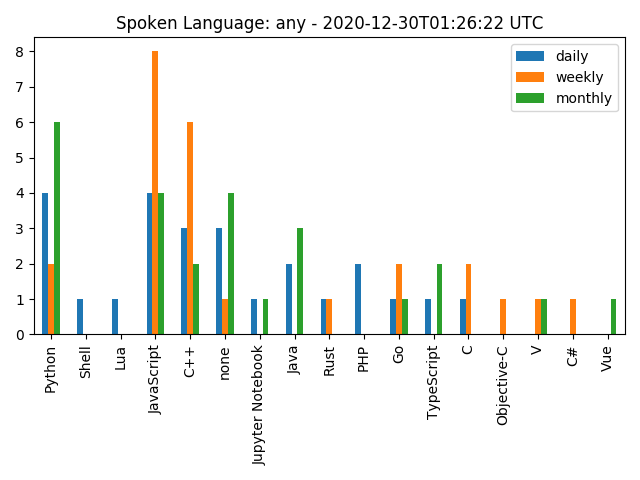 Spoken Language: any - 2020-12-30T01:26:22 UTC
daily
weekly
monthly
8
7
6
5
4
3
2
1
0
Python
Shell
Lua
JavaScript
C++
none
Jupyter Notebook
Java
Rust
PHP
Go
TypeScript
C
Objective-C
V
C#
Vue